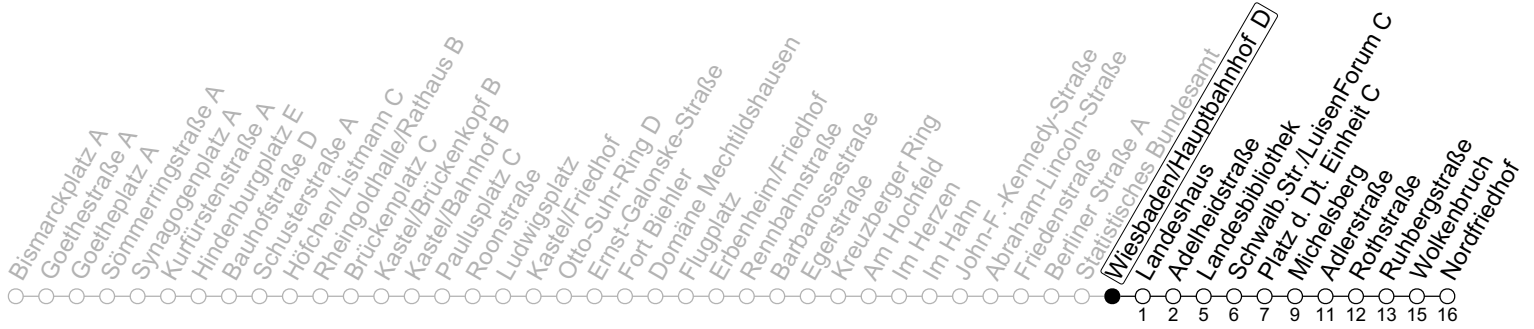 Bismarckplatz A
Goethestraße A
Goetheplatz A
Sömmerringstraße A
Synagogenplatz A
Kurfürstenstraße A
Hindenburgplatz E
Bauhofstraße D
Schusterstraße A
Höfchen/Listmann C
Rheingoldhalle/Rathaus B
Brückenplatz C
Kastel/Brückenkopf B
Kastel/Bahnhof B
Paulusplatz C
Roonstraße
Ludwigsplatz
Kastel/Friedhof
Otto-Suhr-Ring D
Ernst-Galonske-Straße
Fort Biehler
Domäne Mechtildshausen
Flugplatz
Erbenheim/Friedhof
Rennbahnstraße
Barbarossastraße
Egerstraße
Kreuzberger Ring
Am Hochfeld
Im Herzen
Im Hahn
John-F.-Kennedy-Straße
Abraham-Lincoln-Straße
Friedenstraße
Berliner Straße A
Statistisches Bundesamt
Wiesbaden/Hauptbahnhof D
Landeshaus
Adelheidstraße
Landesbibliothek
Schwalb.Str./LuisenForum C
Platz d. Dt. Einheit C
Michelsberg
Adlerstraße
Rothstraße
Ruhbergstraße
Wolkenbruch
Nordfriedhof
1 2 5 6 7 9 11 12 13 15 16